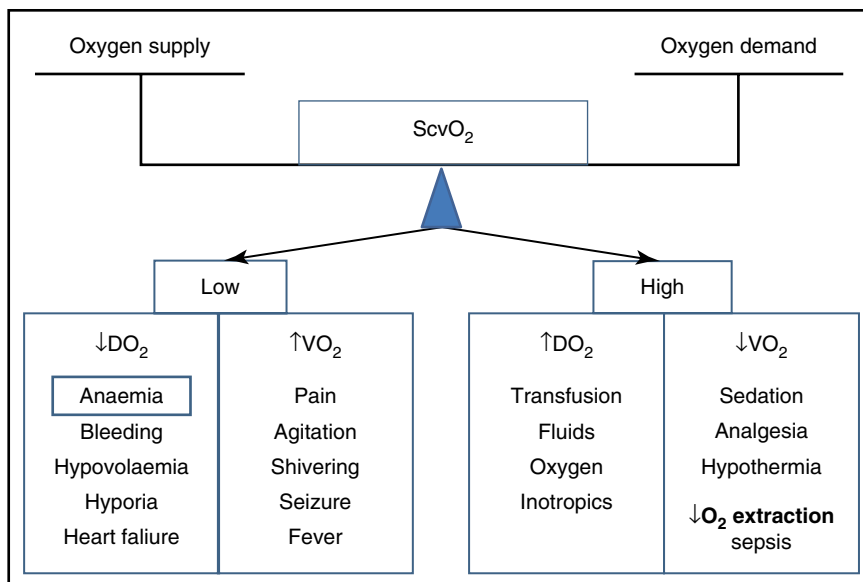 Oxygen supply
Oxygen demand
ScvO₂
Low
High
↓DO₂
Anaemia
Bleeding
Hypovolaemia
Hyporia
Heart faliure
↑VO₂
Pain
Agitation
Shivering
Seizure
Fever
↑DO₂
Transfusion
Fluids
Oxygen
Inotropics
↓VO₂
Sedation
Analgesia
Hypothermia
↓O₂ extraction
sepsis